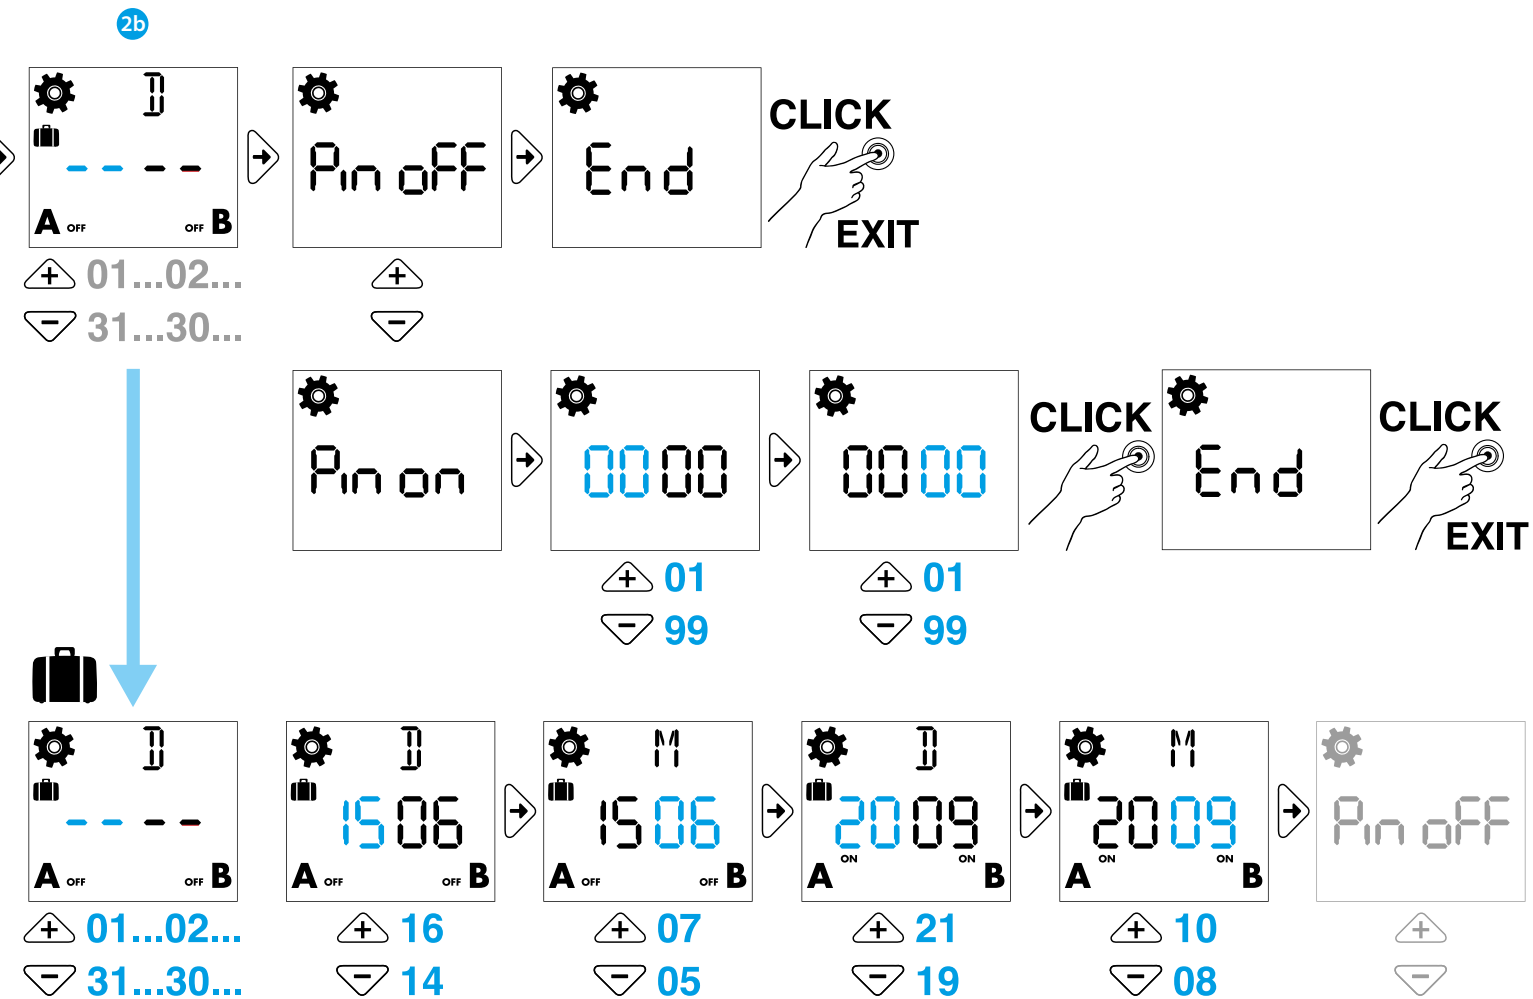 2b
D
-- --
A OFF OFF B
+ 01...02...
- 31...30...
Pin oFF
+
-
End
CLICK
EXIT
Pin on
0000
+ 01
- 99
0000
+ 01
- 99
CLICK
End
CLICK
EXIT
D
-- --
A OFF OFF B
+ 01...02...
- 31...30...
D
1506
A OFF OFF B
+ 16
- 14
M
1506
A OFF OFF B
+ 07
- 05
D
2009
ON ON
A B
+ 21
- 19
M
2009
ON ON
A B
+ 10
- 08
Pin oFF
+
-